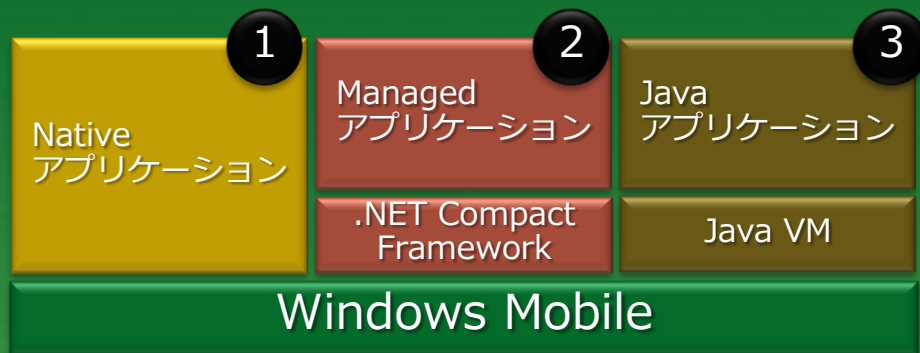 1
Native
アプリケーション
2
Managed
アプリケーション
.NET Compact
Framework
3
Java
アプリケーション
Java VM
Windows Mobile